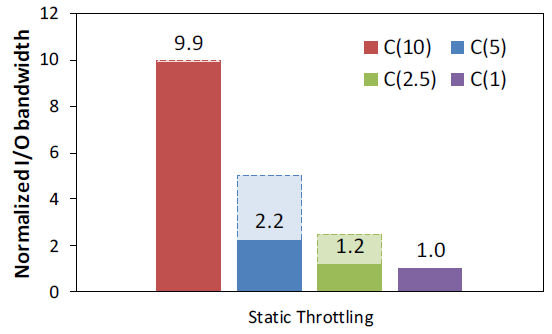 Normalized I/O bandwidth
12
10
8
6
4
2
0
9.9
2.2
1.2
1.0
C(10) C(5)
C(2.5) C(1)
Static Throttling